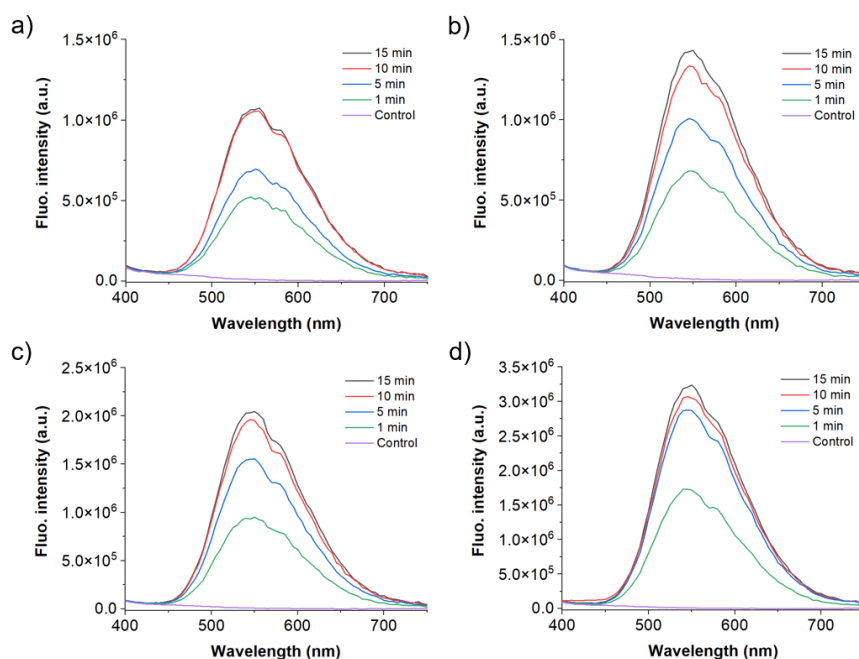 a)
Fluo. intensity (a.u.)
1.5×10⁶
1.0×10⁶
5.0×10⁵
0.0
400 500 600 700
Wavelength (nm)
15 min
10 min
5 min
1 min
Control
b)
Fluo. intensity (a.u.)
1.5×10⁶
1.0×10⁶
5.0×10⁵
0.0
400 500 600 700
Wavelength (nm)
15 min
10 min
5 min
1 min
Control
c)
Fluo. intensity (a.u.)
2.5×10⁶
2.0×10⁶
1.5×10⁶
1.0×10⁶
5.0×10⁵
0.0
400 500 600 700
Wavelength (nm)
15 min
10 min
5 min
1 min
Control
d)
Fluo. intensity (a.u.)
3.5×10⁶
3.0×10⁶
2.5×10⁶
2.0×10⁶
1.5×10⁶
1.0×10⁶
5.0×10⁵
0.0
400 500 600 700
Wavelength (nm)
15 min
10 min
5 min
1 min
Control